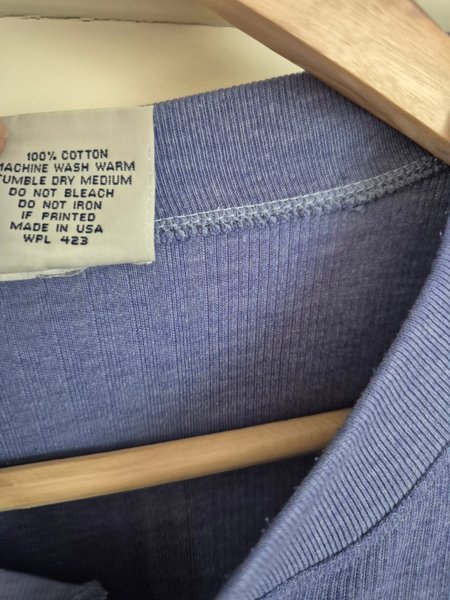 100% COTTON
MACHINE WASH WARM
TUMBLE DRY MEDIUM
DO NOT BLEACH
DO NOT IRON
IF PRINTED
MADE IN USA
WPL 423